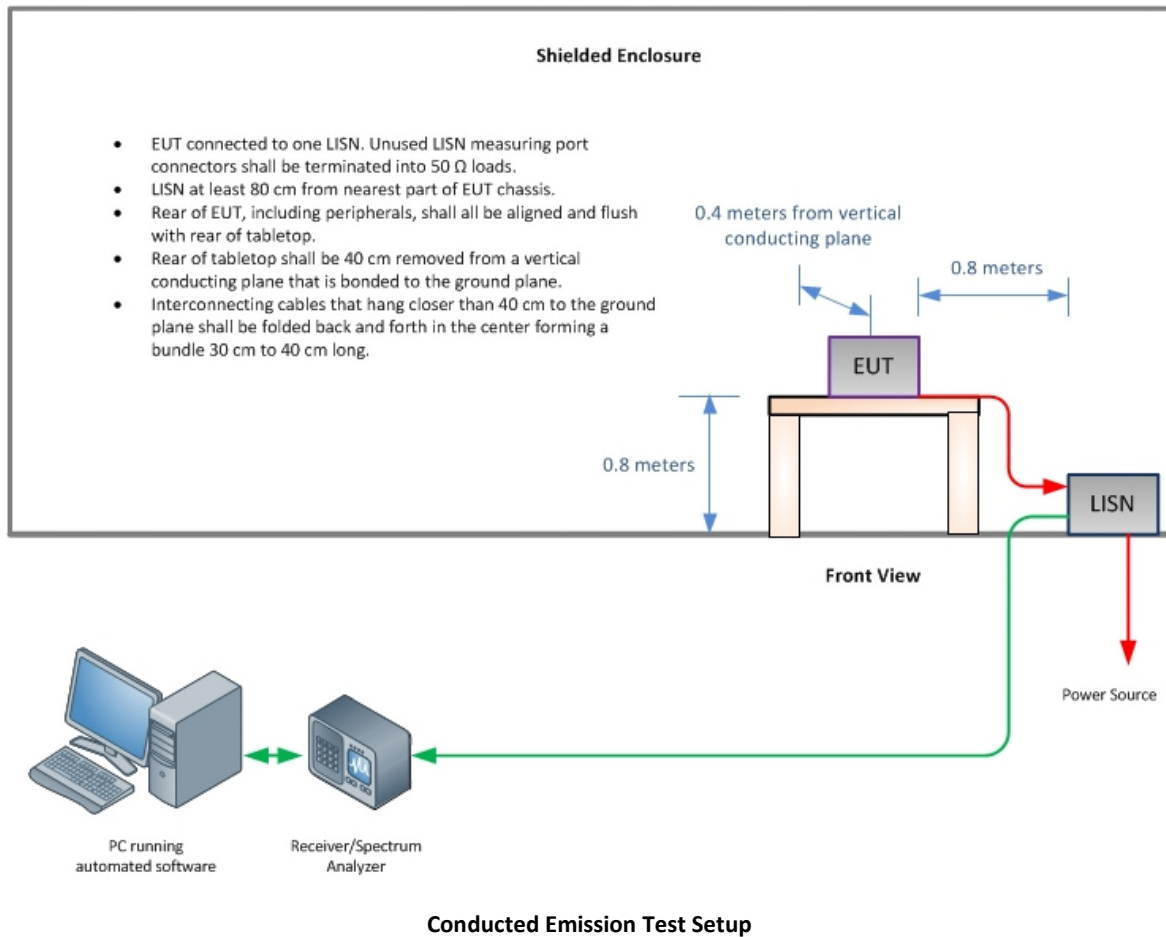 Shielded Enclosure
• EUT connected to one LISN. Unused LISN measuring port
connectors shall be terminated into 50 Ω loads.
• LISN at least 80 cm from nearest part of EUT chassis.
• Rear of EUT, including peripherals, shall all be aligned and flush
with rear of tabletop.
• Rear of tabletop shall be 40 cm removed from a vertical
conducting plane that is bonded to the ground plane.
• Interconnecting cables that hang closer than 40 cm to the ground
plane shall be folded back and forth in the center forming a
bundle 30 cm to 40 cm long.
0.4 meters from vertical
conducting plane
0.8 meters
EUT
0.8 meters
LISN
Front View
Power Source
PC running
automated software
Receiver/Spectrum
Analyzer
Conducted Emission Test Setup